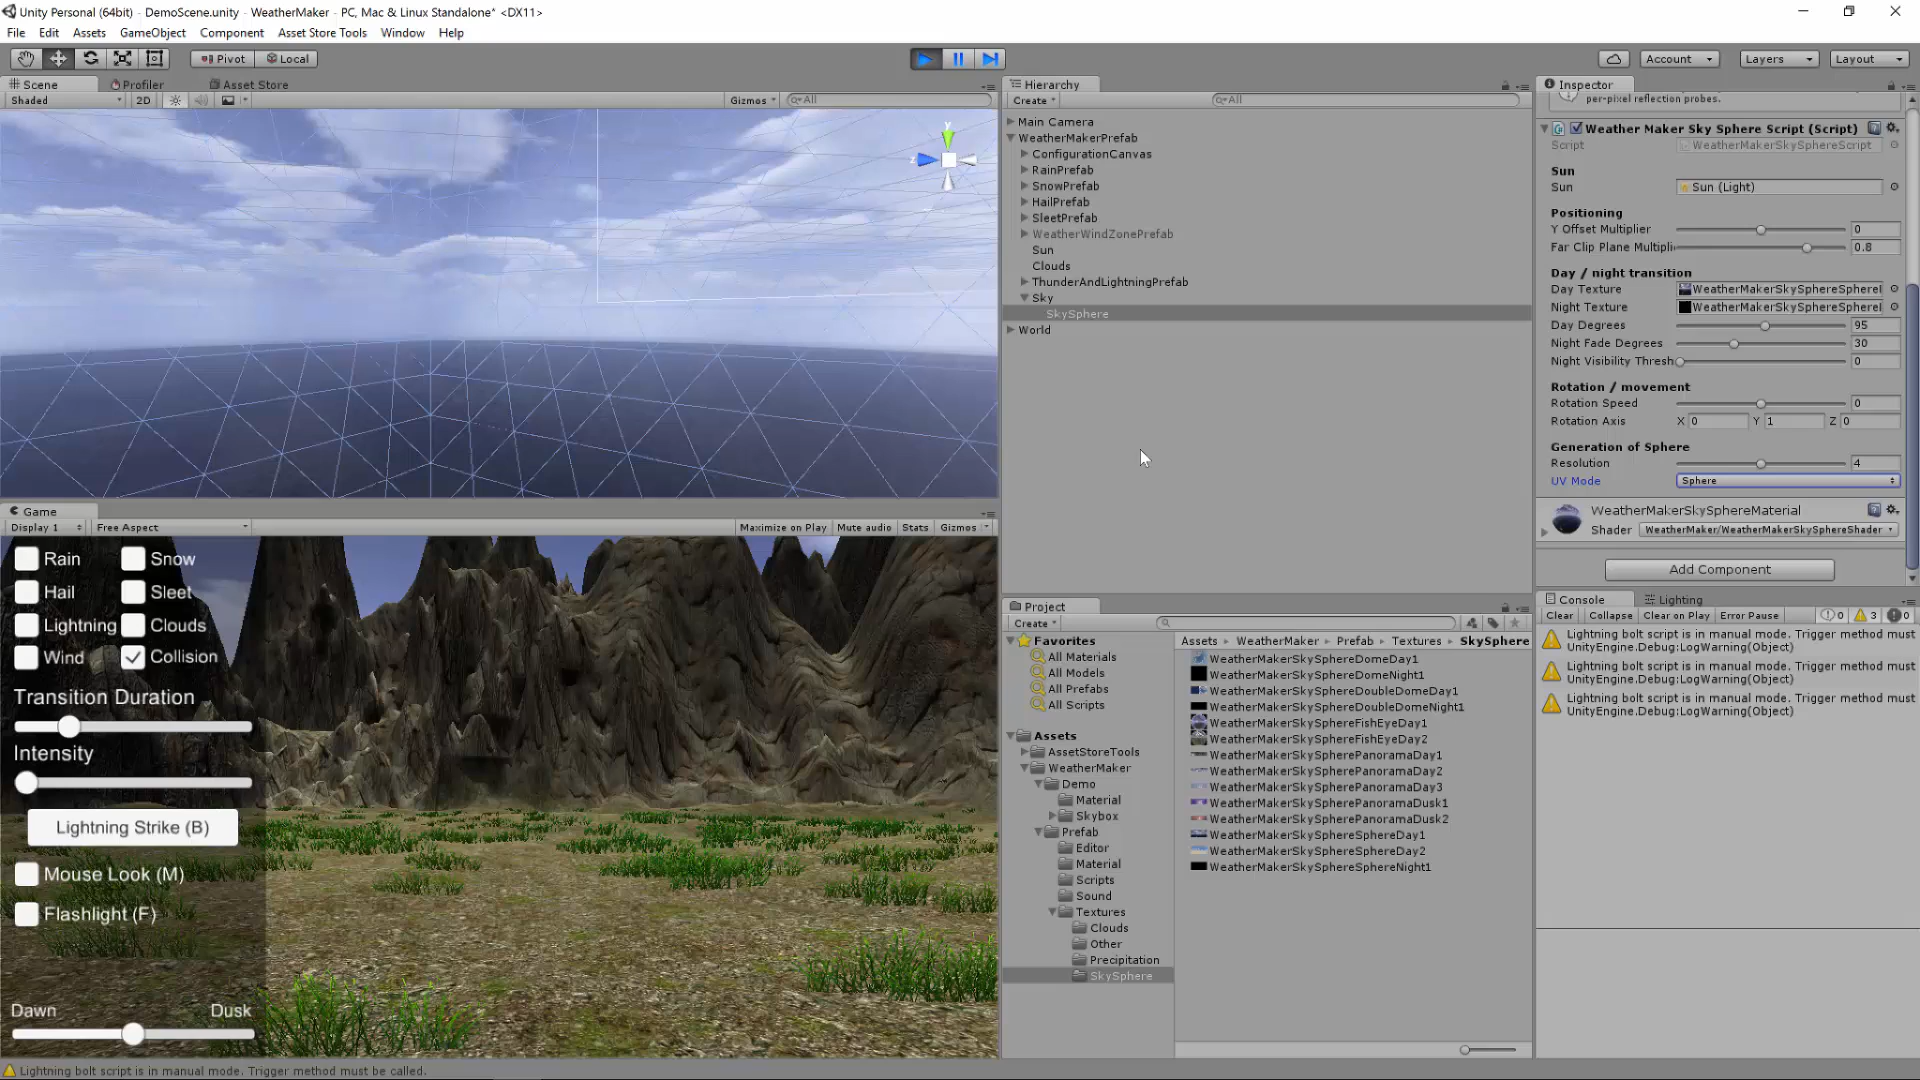 Unity Personal (64bit) - DemoScene.unity - WeatherMaker - PC, Mac & Linux Standalone* <DX11>
File Edit Assets GameObject Component Asset Store Tools Window Help
Pivot Local Account Layers Layout
Scene Profiler Asset Store
Shaded 2D Gizmos All
y
z
Game
Display 1 Free Aspect Maximize on Play Mute audio Stats Gizmos
Rain Snow
Hail Sleet
Lightning Clouds
Wind Collision
Transition Duration
Intensity
Lightning Strike (B)
Mouse Look (M)
Flashlight (F)
Dawn Dusk
Lightning bolt script is in manual mode. Trigger method must be called.
Hierarchy
Create All
Main Camera
WeatherMakerPrefab
ConfigurationCanvas
RainPrefab
SnowPrefab
HailPrefab
SleetPrefab
WeatherWindZonePrefab
Sun
Clouds
ThunderAndLightningPrefab
Sky
SkySphere
World
Project
Create
Favorites
All Materials
All Models
All Prefabs
All Scripts
Assets
AssetStoreTools
WeatherMaker
Demo
Material
Skybox
Prefab
Editor
Material
Scripts
Sound
Textures
Clouds
Other
Precipitation
SkySphere
Assets WeatherMaker Prefab Textures SkySphere
WeatherMakerSkySphereDomeDay1
WeatherMakerSkySphereDomeNight1
WeatherMakerSkySphereDoubleDomeDay1
WeatherMakerSkySphereDoubleDomeNight1
WeatherMakerSkySphereFishEyeDay1
WeatherMakerSkySphereFishEyeDay2
WeatherMakerSkySpherePanoramaDay1
WeatherMakerSkySpherePanoramaDay2
WeatherMakerSkySpherePanoramaDay3
WeatherMakerSkySpherePanoramaDusk1
WeatherMakerSkySpherePanoramaDusk2
WeatherMakerSkySphereSphereDay1
WeatherMakerSkySphereSphereDay2
WeatherMakerSkySphereSphereNight1
Inspector
per-pixel reflection probes.
Weather Maker Sky Sphere Script (Script)
Script WeatherMakerSkySphereScript
Sun
Sun Sun (Light)
Positioning
Y Offset Multiplier 0
Far Clip Plane Multipli 0.8
Day / night transition
Day Texture WeatherMakerSkySphereSphereI
Night Texture WeatherMakerSkySphereSphereI
Day Degrees 95
Night Fade Degrees 30
Night Visibility Thresh 0
Rotation / movement
Rotation Speed 0
Rotation Axis X 0 Y 1 Z 0
Generation of Sphere
Resolution 4
UV Mode Sphere
WeatherMakerSkySphereMaterial
Shader WeatherMaker/WeatherMakerSkySphereShader
Add Component
Console Lighting
Clear Collapse Clear on Play Error Pause 0 3 0
Lightning bolt script is in manual mode. Trigger method must
UnityEngine.Debug:LogWarning(Object)
Lightning bolt script is in manual mode. Trigger method must
UnityEngine.Debug:LogWarning(Object)
Lightning bolt script is in manual mode. Trigger method must
UnityEngine.Debug:LogWarning(Object)